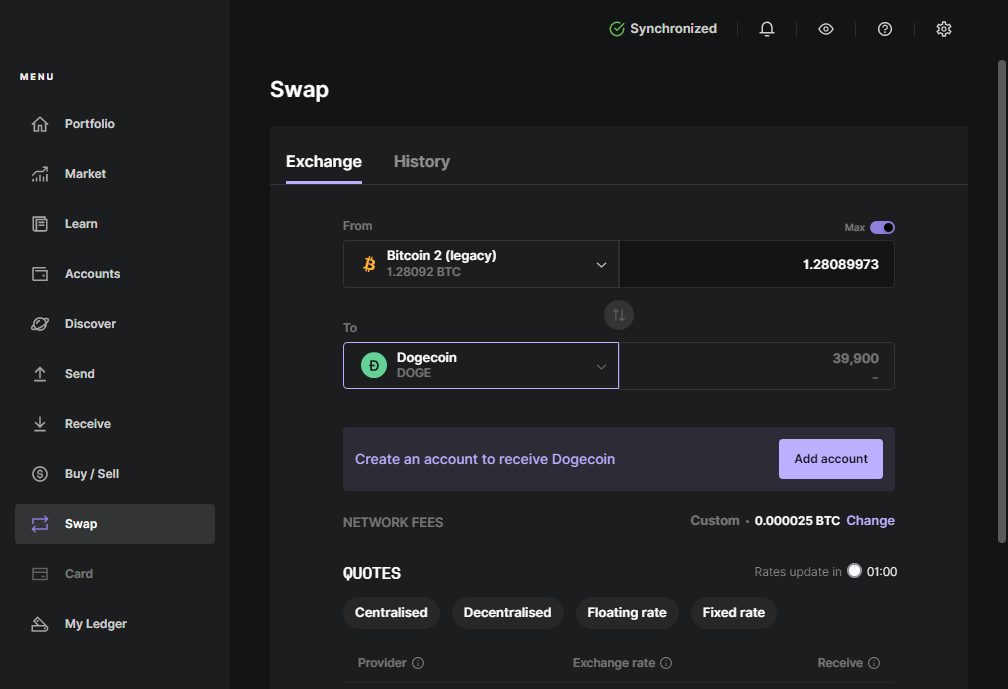 Synchronized
MENU
Portfolio
Market
Learn
Accounts
Discover
Send
Receive
Buy / Sell
Swap
Card
My Ledger
Swap
Exchange History
From Max
Bitcoin 2 (legacy)
1.28092 BTC
1.28089973
To
Dogecoin
DOGE
39,900
–
Create an account to receive Dogecoin Add account
NETWORK FEES Custom · 0.000025 BTC Change
QUOTES Rates update in 01:00
Centralised Decentralised Floating rate Fixed rate
Provider Exchange rate Receive